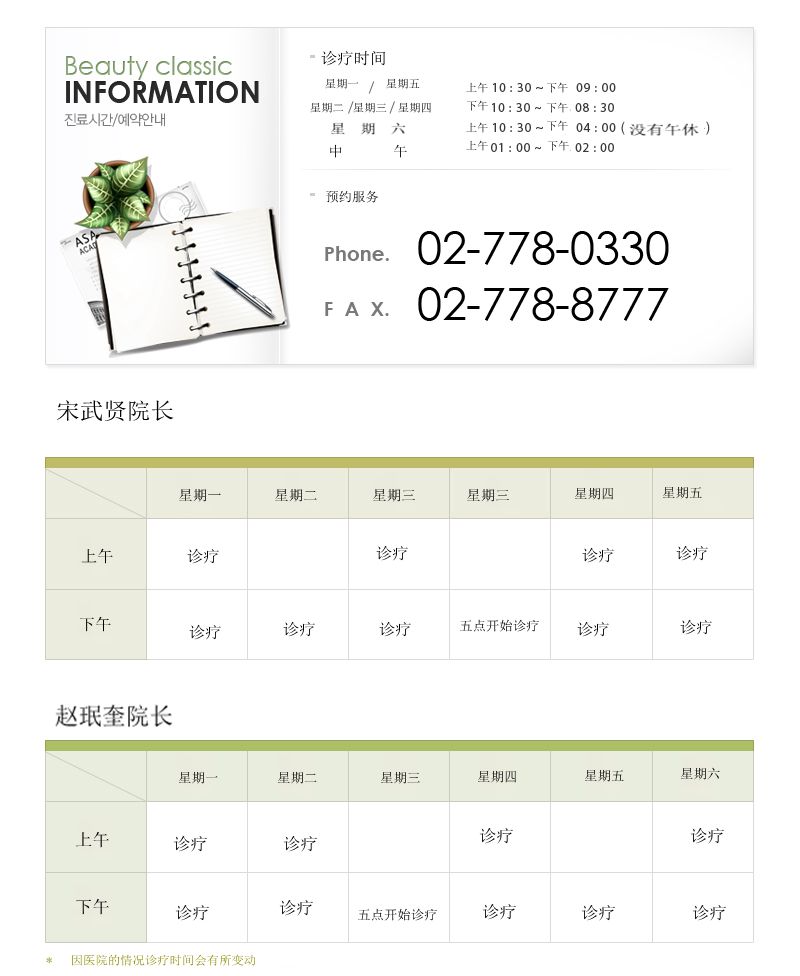 Beauty classic
INFORMATION
진료시간/예약안내
ASA
ACAD
诊疗时间
星期一 / 星期五 上午 10 : 30 ~ 下午 09 : 00
星期二 /星期三 / 星期四 下午 10 : 30 ~ 下午 08 : 30
星 期 六 上午 10 : 30 ~ 下午 04 : 00 ( 没有午休 )
中 午 上午 01 : 00 ~ 下午 02 : 00
预约服务
Phone. 02-778-0330
F A X. 02-778-8777
宋武贤院长
星期一 星期二 星期三 星期三 星期四 星期五
上午 诊疗 诊疗 诊疗 诊疗
下午 诊疗 诊疗 诊疗 五点开始诊疗 诊疗 诊疗
赵珉奎院长
星期一 星期二 星期三 星期四 星期五 星期六
上午 诊疗 诊疗 诊疗 诊疗
下午 诊疗 诊疗 五点开始诊疗 诊疗 诊疗 诊疗
* 因医院的情况诊疗时间会有所变动